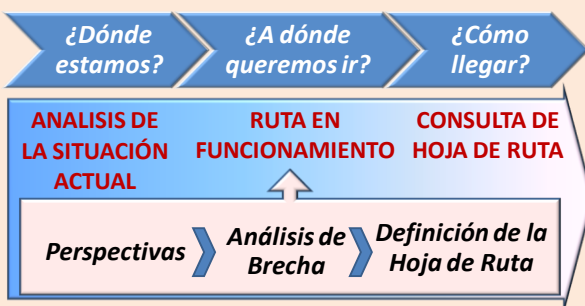 ¿Dónde
estamos?
¿A dónde
queremos ir?
¿Cómo
llegar?
ANALISIS DE
LA SITUACIÓN
ACTUAL
RUTA EN
FUNCIONAMIENTO
CONSULTA DE
HOJA DE RUTA
Perspectivas
Análisis de
Brecha
Definición de la
Hoja de Ruta